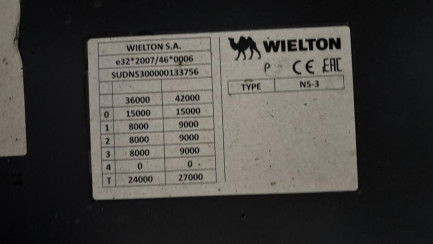 WIELTON S.A.
e32*2007/46*0006
SUDNS300000133756
36000 42000
0 15000 15000
1 8000 9000
2 8000 9000
3 8000 9000
4 0 0
T 24000 27000
WIELTON
P CE EAC
TYPE NS-3